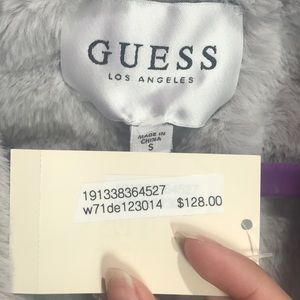 GUESS
LOS ANGELES
MADE IN
CHINA
S
191338364527
w71de123014 $128.00